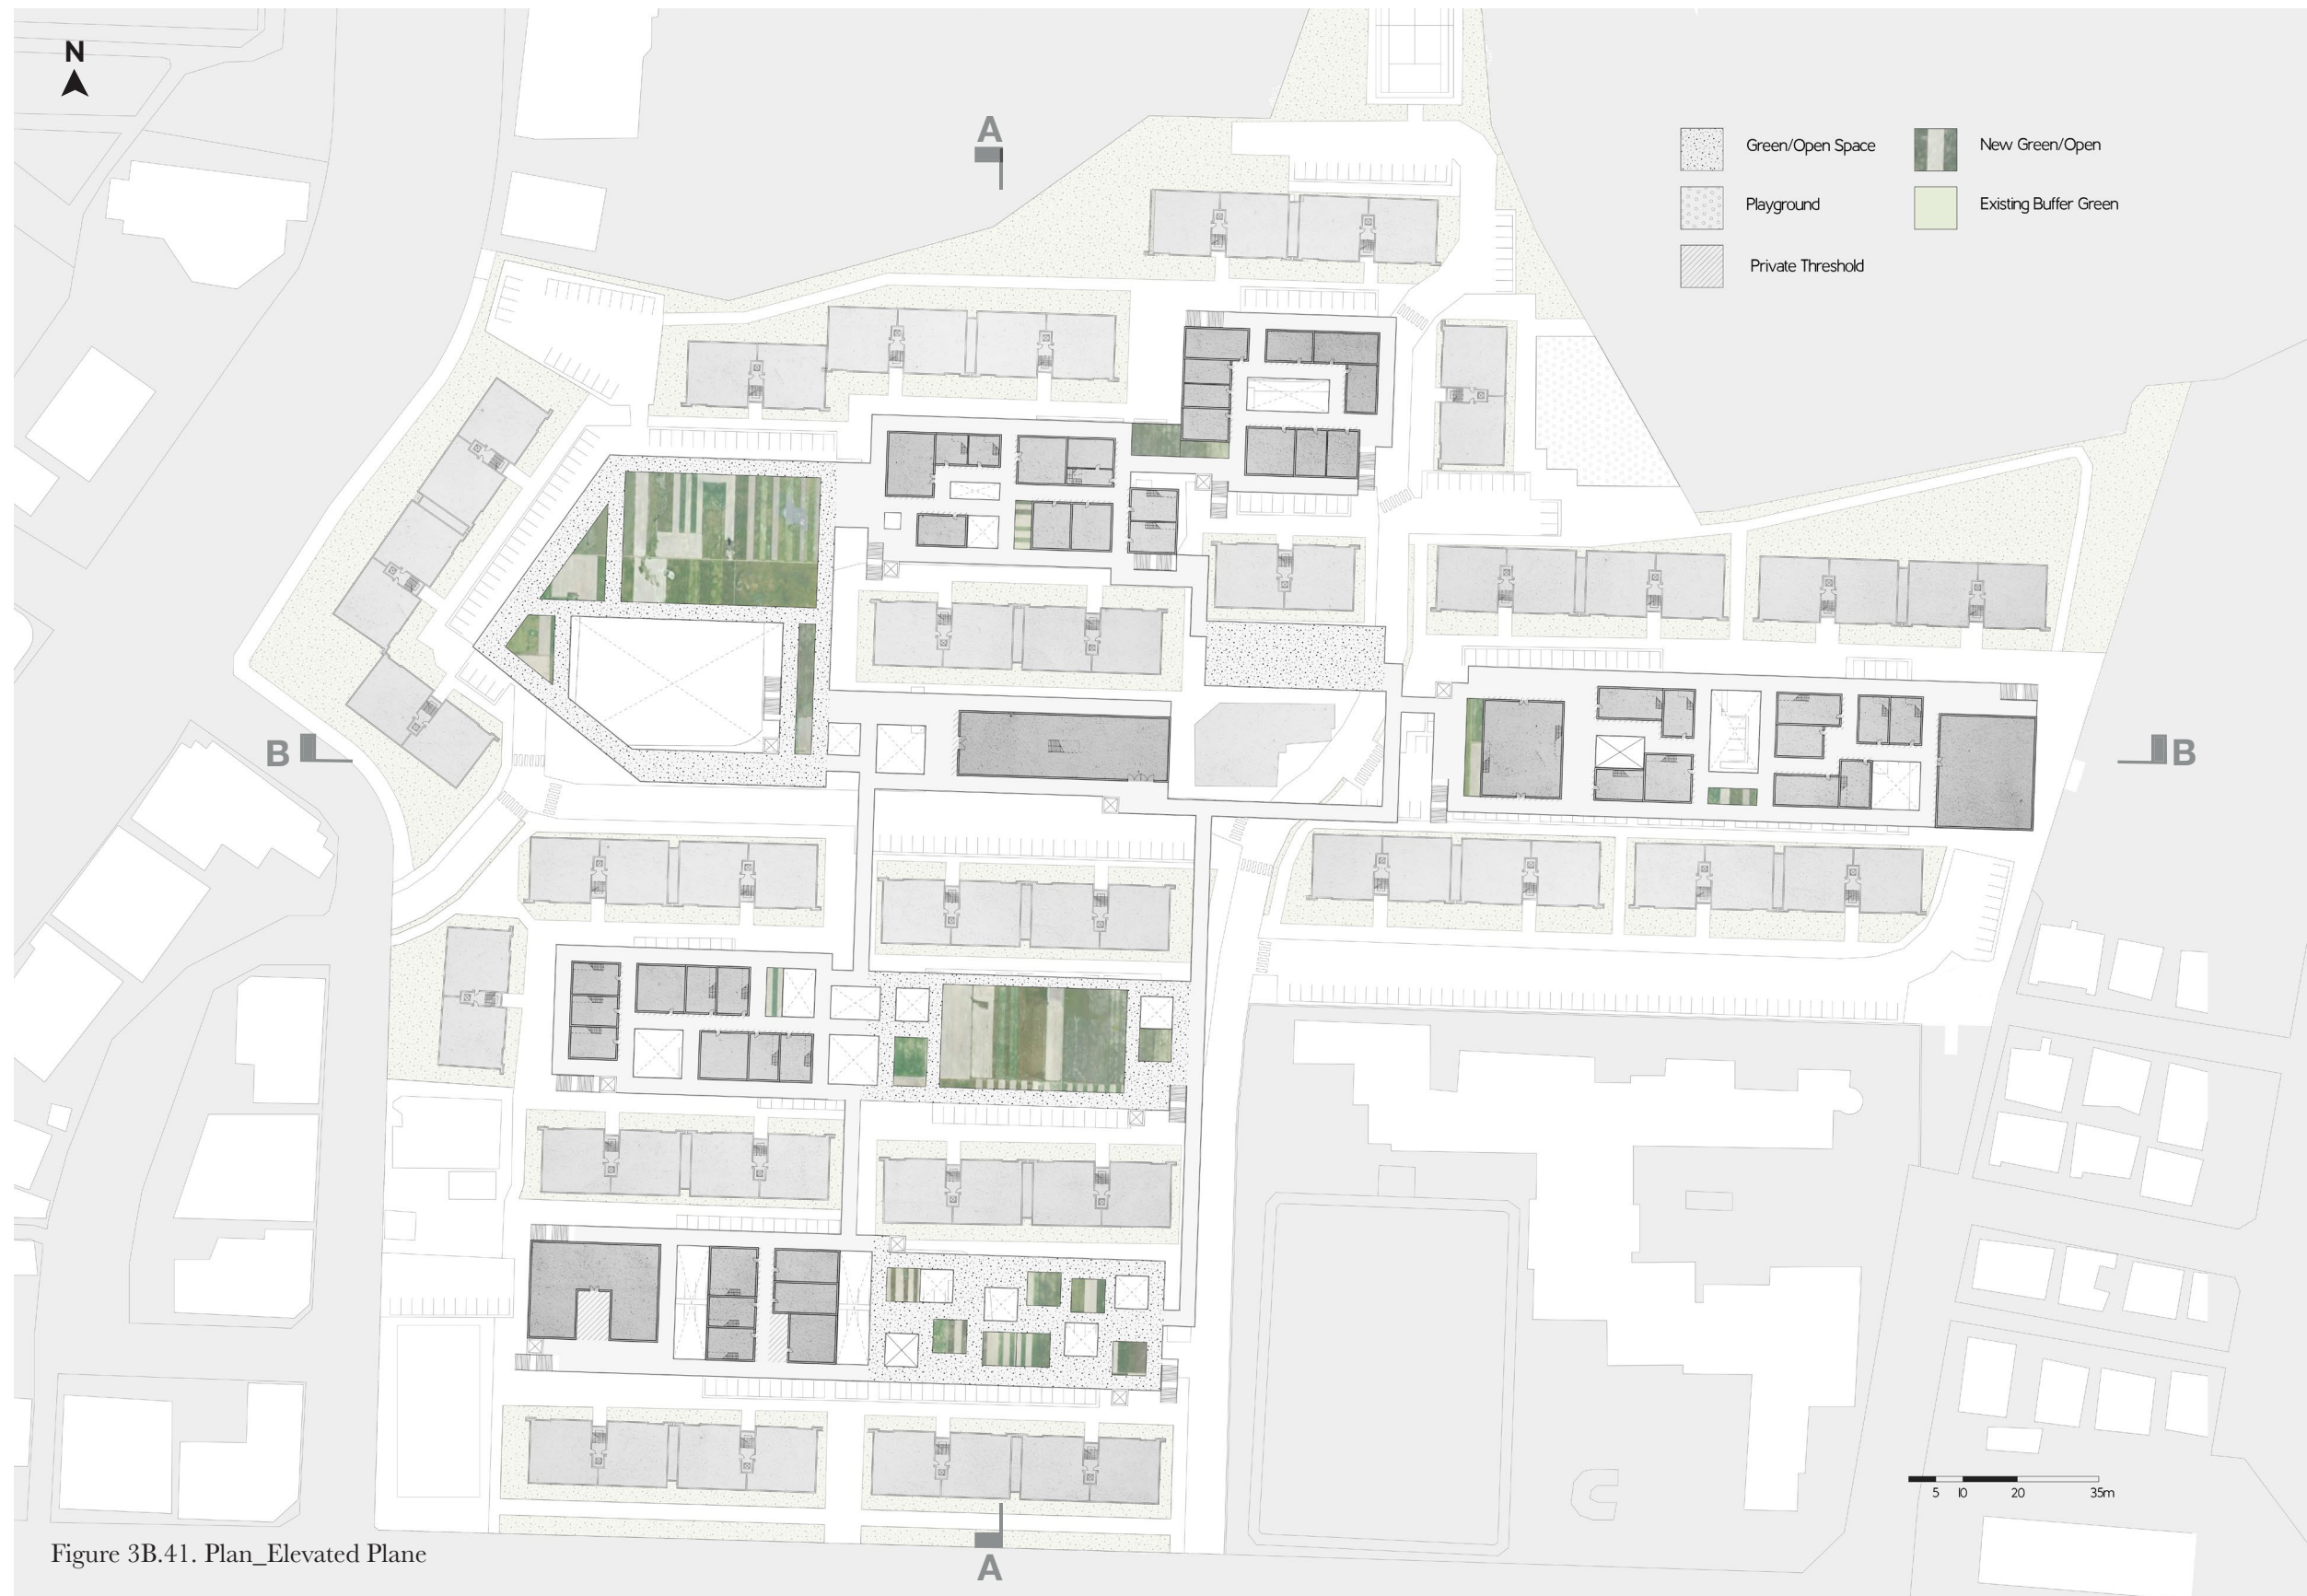 N
A
Green/Open Space
New Green/Open
Playground
Existing Buffer Green
Private Threshold
B
B
5 10 20 35m
Figure 3B.41. Plan_Elevated Plane
A